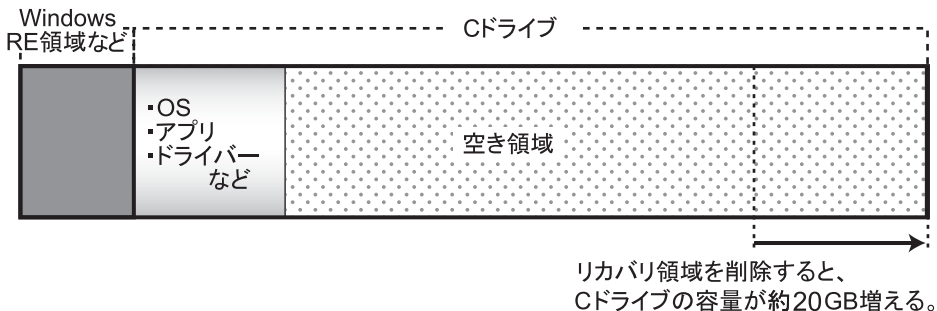 Windows
RE領域など
Cドライブ
・OS
・アプリ
・ドライバー
など
空き領域
リカバリ領域を削除すると、
Cドライブの容量が約20GB増える。